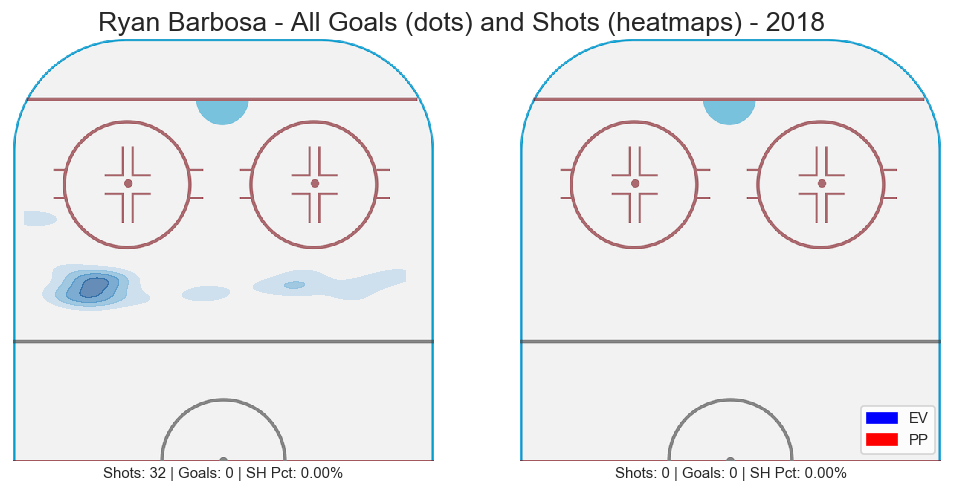 Ryan Barbosa - All Goals (dots) and Shots (heatmaps) - 2018
EV
PP
Shots: 32 | Goals: 0 | SH Pct: 0.00%
Shots: 0 | Goals: 0 | SH Pct: 0.00%